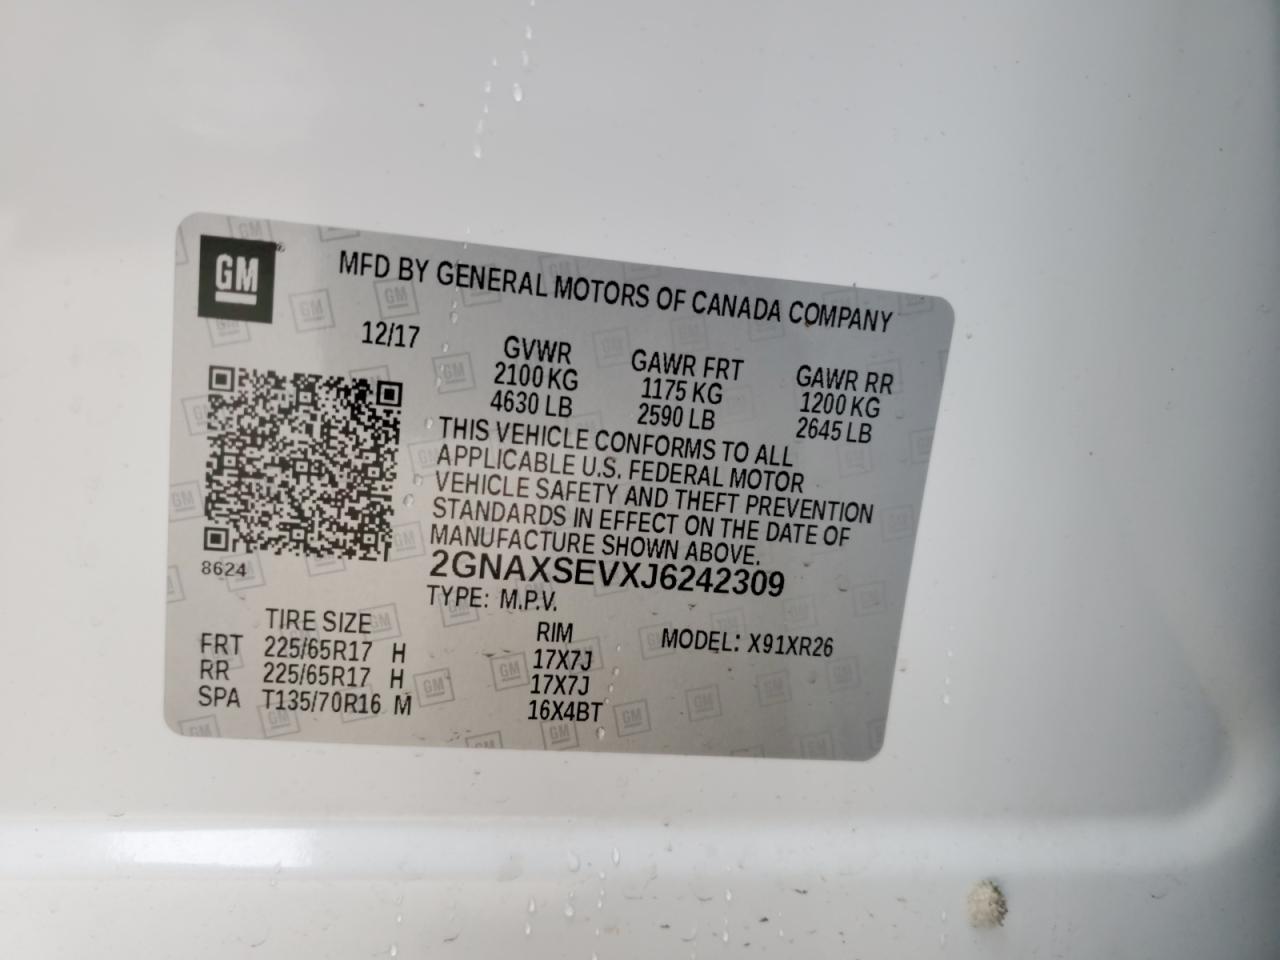 GM
MFD BY GENERAL MOTORS OF CANADA COMPANY
12/17
GVWR GAWR FRT GAWR RR
2100 KG 1175 KG 1200 KG
4630 LB 2590 LB 2645 LB
THIS VEHICLE CONFORMS TO ALL
APPLICABLE U.S. FEDERAL MOTOR
VEHICLE SAFETY AND THEFT PREVENTION
STANDARDS IN EFFECT ON THE DATE OF
MANUFACTURE SHOWN ABOVE.
8624
2GNAXSEVXJ6242309
TYPE: M.P.V.
TIRE SIZE RIM MODEL: X91XR26
FRT 225/65R17 H 17X7J
RR 225/65R17 H 17X7J
SPA T135/70R16 M 16X4BT